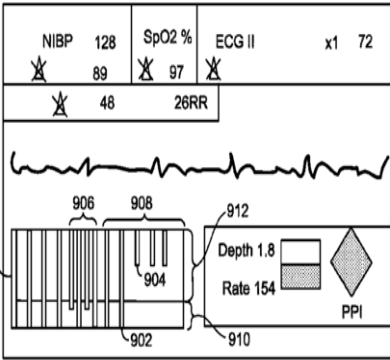 NIBP 128 SpO2 % ECG II x1 72
89 97
48 26RR
906 908
912
Depth 1.8
904
Rate 154
PPI
902 910